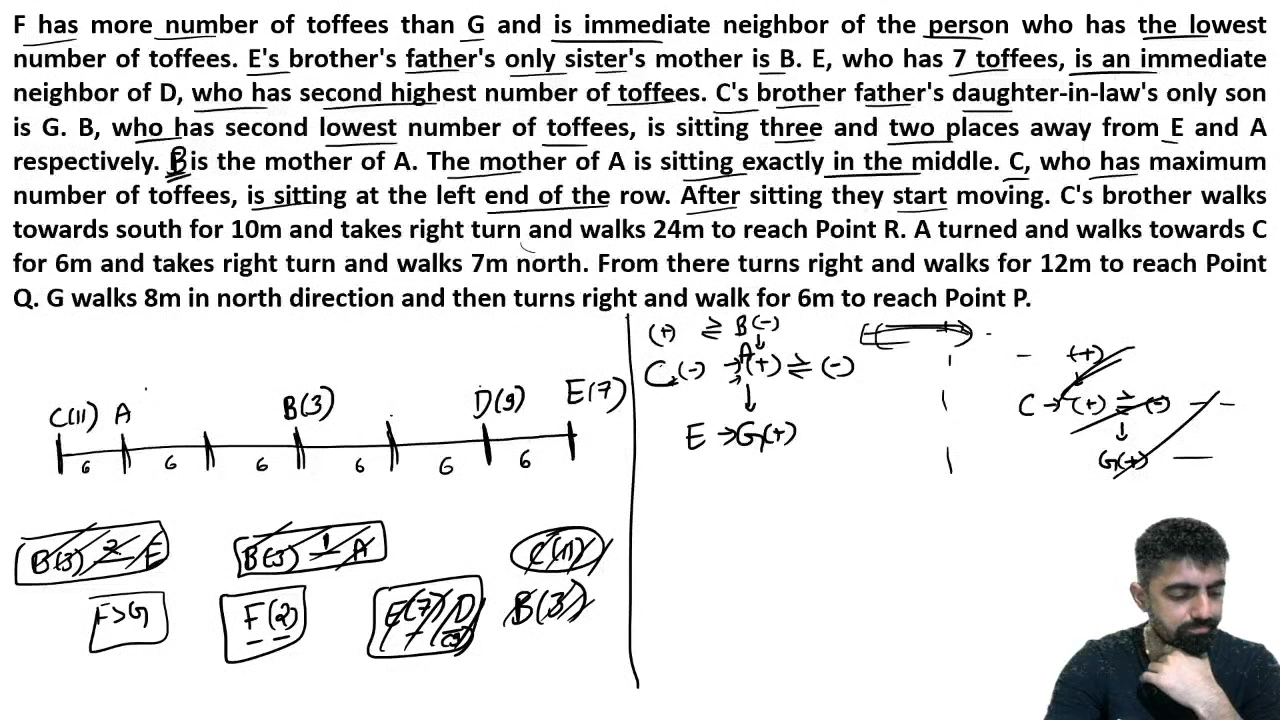 F has more number of toffees than G and is immediate neighbor of the person who has the lowest
number of toffees. E's brother's father's only sister's mother is B. E, who has 7 toffees, is an immediate
neighbor of D, who has second highest number of toffees. C's brother father's daughter-in-law's only son
is G. B, who has second lowest number of toffees, is sitting three and two places away from E and A
respectively. B is the mother of A. The mother of A is sitting exactly in the middle. C, who has maximum
number of toffees, is sitting at the left end of the row. After sitting they start moving. C's brother walks
towards south for 10m and takes right turn and walks 24m to reach Point R. A turned and walks towards C
for 6m and takes right turn and walks 7m north. From there turns right and walks for 12m to reach Point
Q. G walks 8m in north direction and then turns right and walk for 6m to reach Point P.
(+) ⇌ B(-)
C(-) → A(+) ⇌ (-)
E → G(+)
(+)
C → (+) ⇌ (-)
G(+)
C(11) A B(3) D(9) E(7)
6 6 6 6 6 6
B(3) 2 E B(3) 1 A C(11)
F>G F(2) E(7) D (9) B(3)